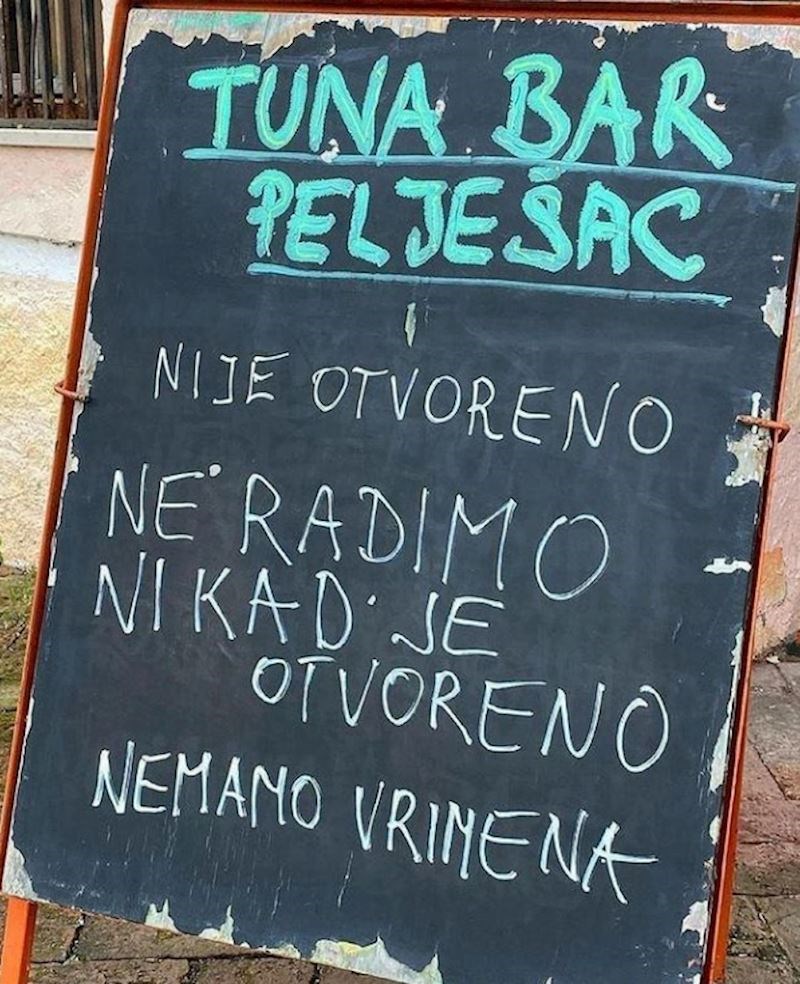 TUNA BAR
PELJEŠAC
NIJE OTVORENO
NE RADIMO
NIKAD JE
OTVORENO
NEMAMO VRIMENA